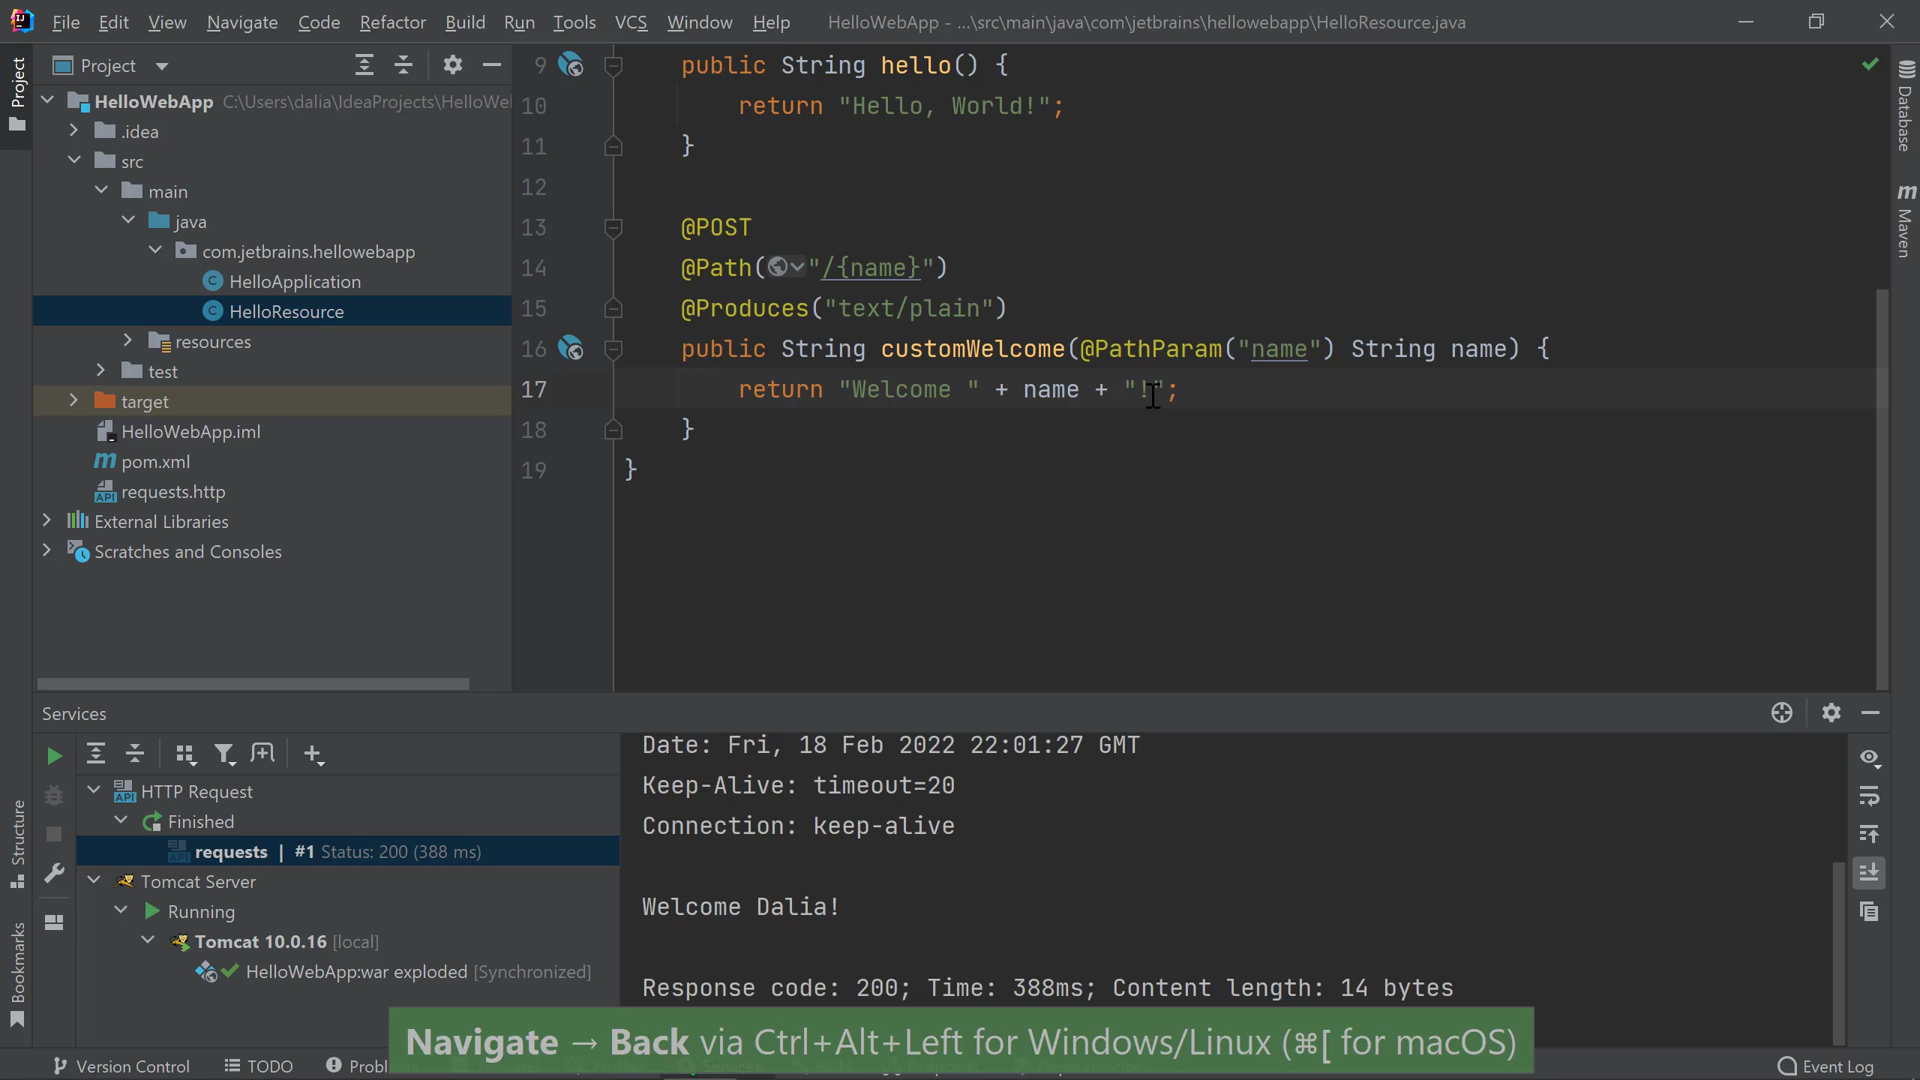 File Edit View Navigate Code Refactor Build Run Tools VCS Window Help HelloWebApp - ...\src\main\java\com\jetbrains\hellowebapp\HelloResource.java
Project
Project
HelloWebApp C:\Users\dalia\IdeaProjects\HelloWel
.idea
src
main
java
com.jetbrains.hellowebapp
HelloApplication
HelloResource
resources
test
target
HelloWebApp.iml
pom.xml
requests.http
External Libraries
Scratches and Consoles
9 public String hello() {
10 return "Hello, World!";
11 }
12
13 @POST
14 @Path("/{name}")
15 @Produces("text/plain")
16 public String customWelcome(@PathParam("name") String name) {
17 return "Welcome " + name + "!";
18 }
19 }
Database
Maven
Services
HTTP Request
Finished
requests | #1 Status: 200 (388 ms)
Tomcat Server
Running
Tomcat 10.0.16 [local]
HelloWebApp:war exploded [Synchronized]
Date: Fri, 18 Feb 2022 22:01:27 GMT
Keep-Alive: timeout=20
Connection: keep-alive
Welcome Dalia!
Response code: 200; Time: 388ms; Content length: 14 bytes
Structure
Bookmarks
Navigate → Back via Ctrl+Alt+Left for Windows/Linux (⌘[ for macOS)
Version Control TODO Probl Event Log